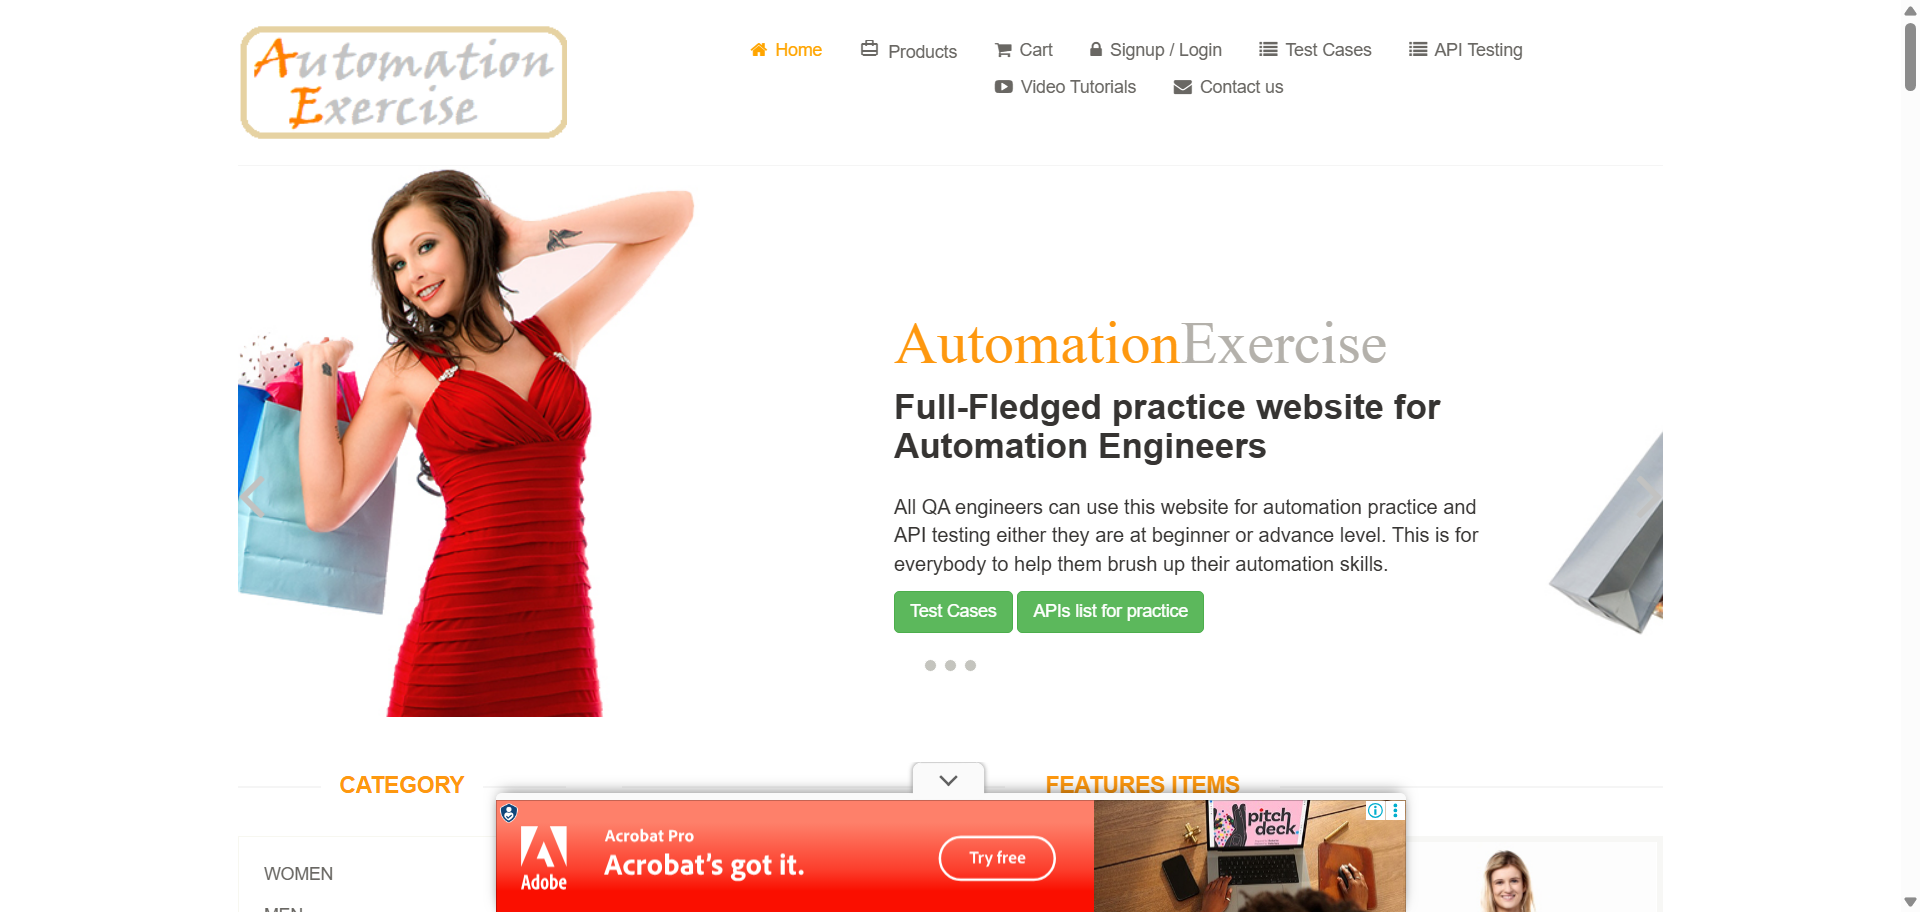 Automation
Exercise
Home
Products
Cart
Signup / Login
Test Cases
API Testing
Video Tutorials
Contact us
AutomationExercise
Full-Fledged practice website for
Automation Engineers
All QA engineers can use this website for automation practice and
API testing either they are at beginner or advance level. This is for
everybody to help them brush up their automation skills.
Test Cases
APIs list for practice
CATEGORY
FEATURES ITEMS
WOMEN
MEN
Adobe
Acrobat Pro
Acrobat's got it.
Try free
pitch
deck